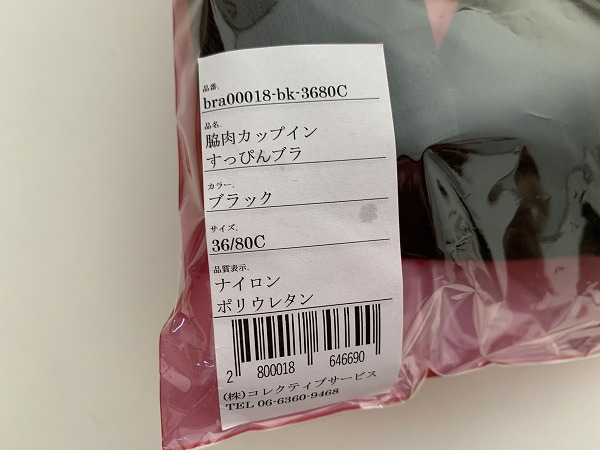 品番、
bra00018-bk-3680C
品名、
脇肉カップイン
すっぴんブラ
カラー、
ブラック
サイズ、
36/80C
品質表示、
ナイロン
ポリウレタン
2 800018 646690
(株)コレクティブサービス
TEL 06-6360-9468